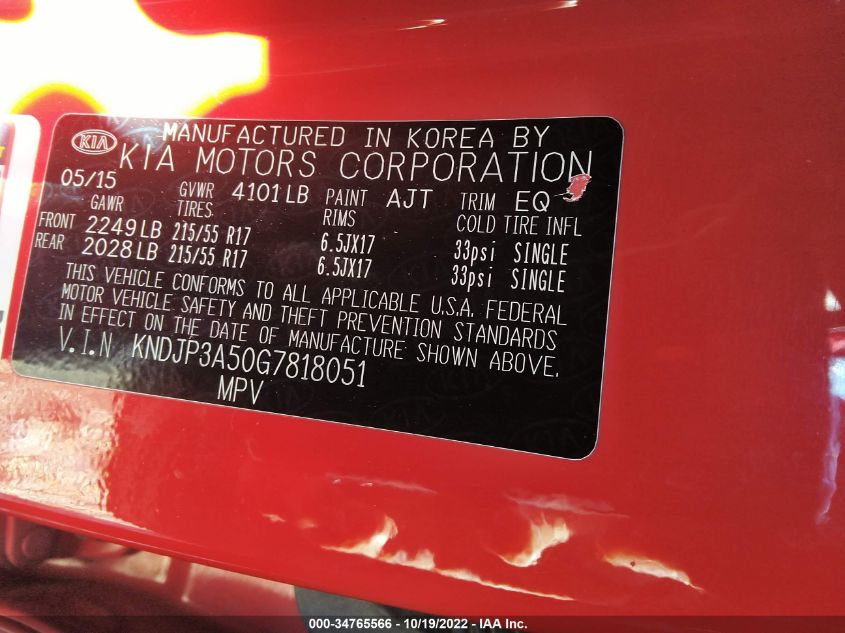 KIA
MANUFACTURED IN KOREA BY
KIA MOTORS CORPORATION
05/15 GVWR 4101LB PAINT AJT TRIM EQ
GAWR TIRES RIMS COLD TIRE INFL
FRONT 2249LB 215/55 R17 6.5JX17 33psi SINGLE
REAR 2028LB 215/55 R17 6.5JX17 33psi SINGLE
THIS VEHICLE CONFORMS TO ALL APPLICABLE U.S.A. FEDERAL
MOTOR VEHICLE SAFETY AND THEFT PREVENTION STANDARDS
IN EFFECT ON THE DATE OF MANUFACTURE SHOWN ABOVE.
V.I.N KNDJP3A50G7818051
MPV
000-34765566 - 10/19/2022 - IAA Inc.